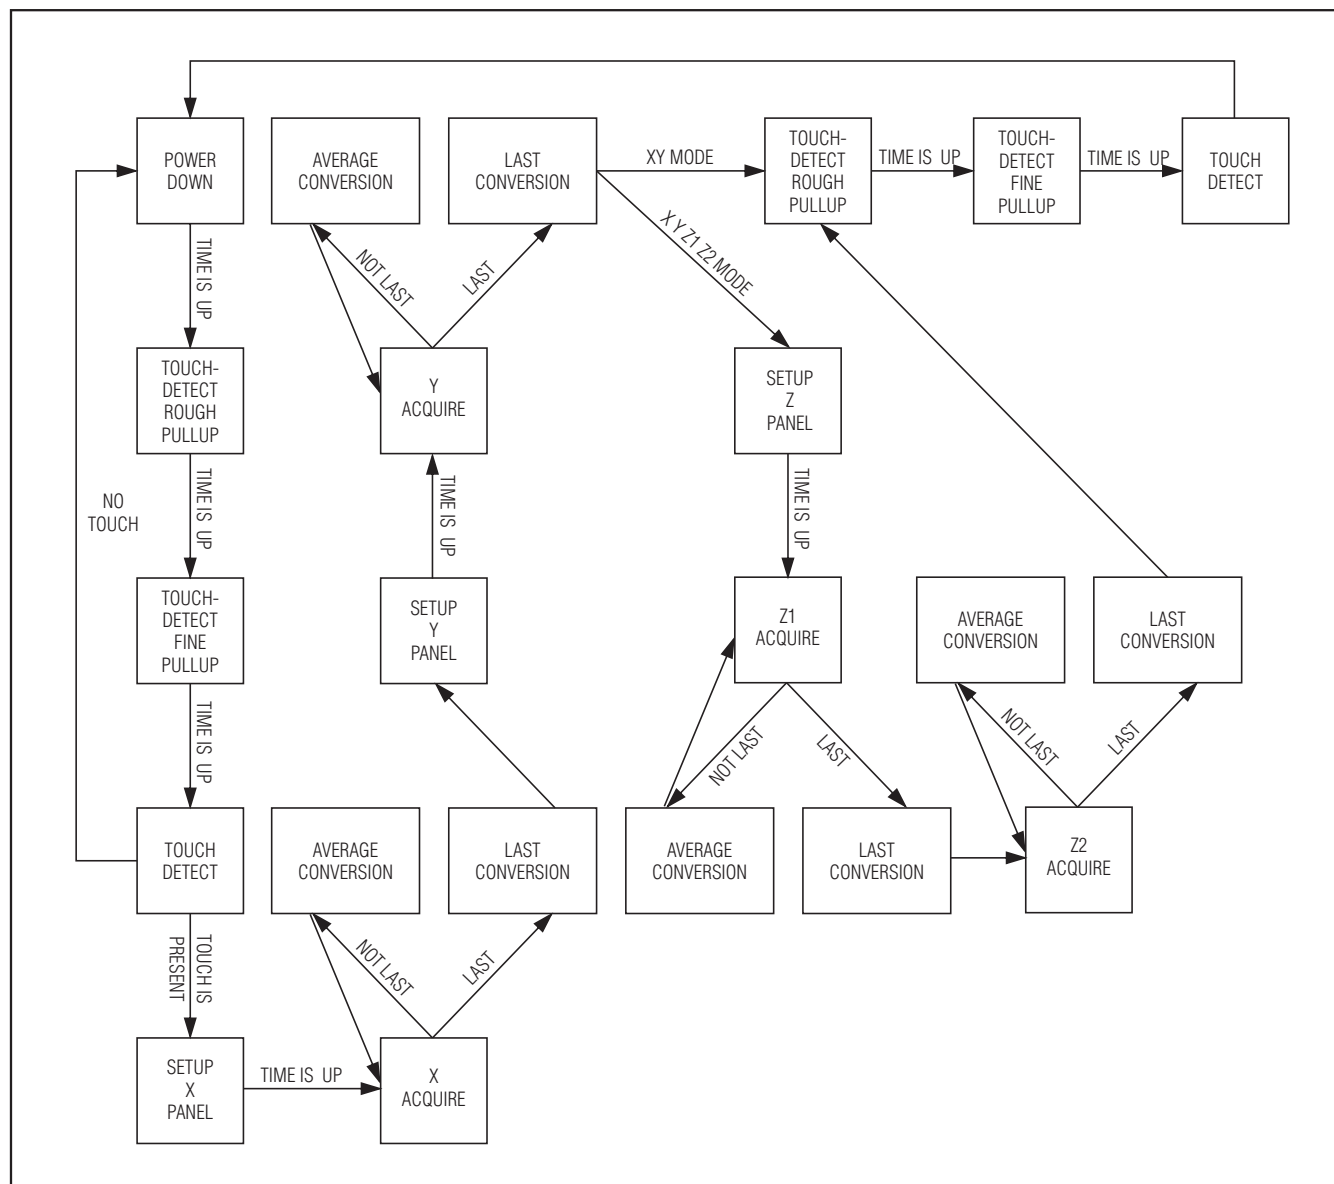 POWER
DOWN
AVERAGE
CONVERSION
LAST
CONVERSION
XY MODE
TOUCH-
DETECT
ROUGH
PULLUP
TIME IS UP
TOUCH-
DETECT
FINE
PULLUP
TIME IS UP
TOUCH
DETECT
TIME IS UP
NOT LAST
LAST
X Y Z1 Z2 MODE
TOUCH-
DETECT
ROUGH
PULLUP
Y
ACQUIRE
SETUP
Z
PANEL
NO
TOUCH
TIME IS UP
TIME IS UP
TIME IS UP
TOUCH-
DETECT
FINE
PULLUP
SETUP
Y
PANEL
Z1
ACQUIRE
AVERAGE
CONVERSION
LAST
CONVERSION
TIME IS UP
NOT LAST
LAST
NOT LAST
LAST
TOUCH
DETECT
AVERAGE
CONVERSION
LAST
CONVERSION
AVERAGE
CONVERSION
LAST
CONVERSION
Z2
ACQUIRE
TOUCH IS
PRESENT
NOT LAST
LAST
SETUP
X
PANEL
TIME IS UP
X
ACQUIRE